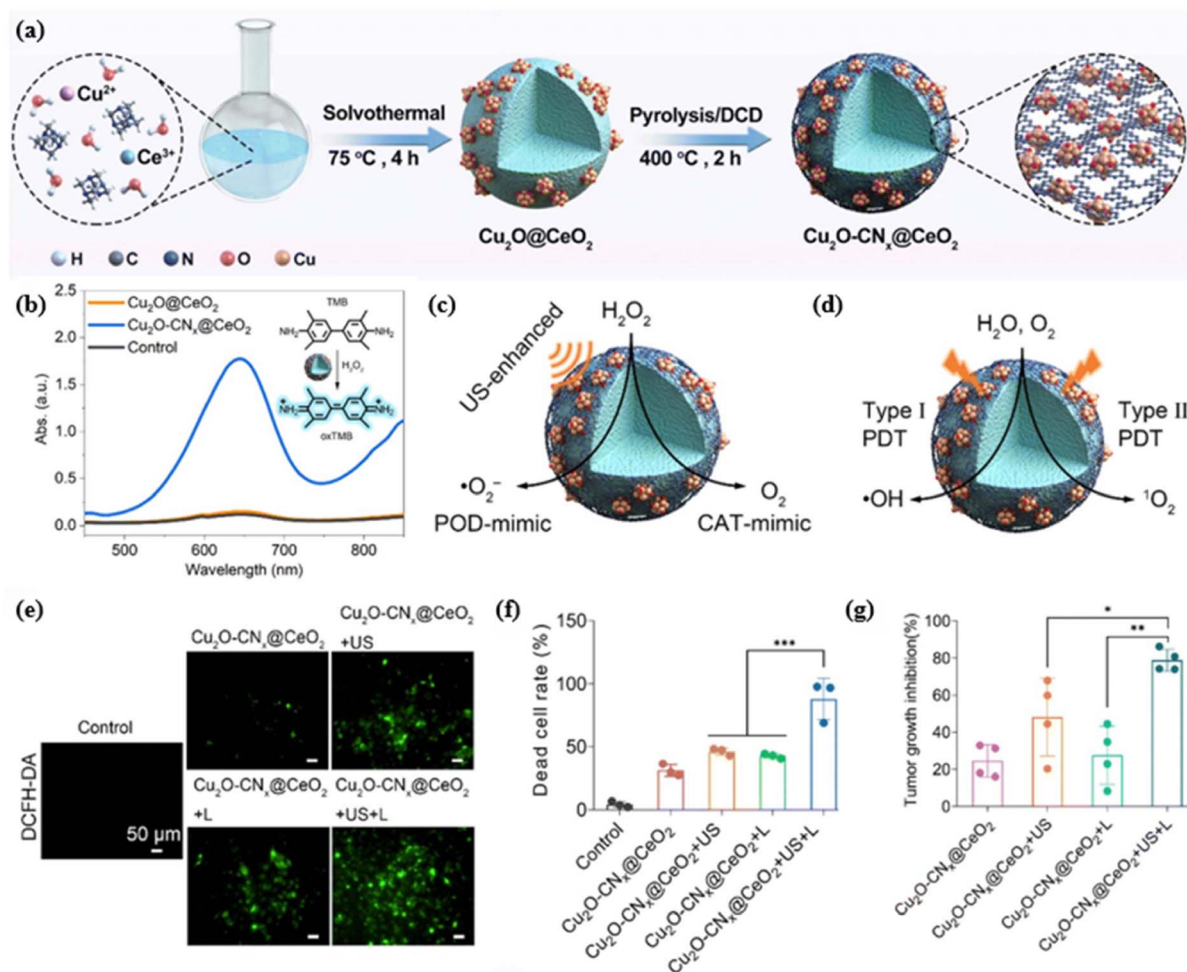 (a)
Cu²⁺
Ce³⁺
Solvothermal
75 °C , 4 h
Cu₂O@CeO₂
Pyrolysis/DCD
400 °C , 2 h
Cu₂O-CNₓ@CeO₂
H C N O Cu
(b)
Abs. (a.u.)
2.5
2.0
1.5
1.0
0.5
0.0
500 600 700 800
Wavelength (nm)
Cu₂O@CeO₂
Cu₂O-CNₓ@CeO₂
Control
TMB
NH₂ NH₂
H₂O₂
NH₂ NH₂
oxTMB
(c)
US-enhanced
H₂O₂
•O₂⁻
POD-mimic
O₂
CAT-mimic
(d)
H₂O, O₂
Type I
PDT
Type II
PDT
•OH
¹O₂
(e)
DCFH-DA
Control
50 μm
Cu₂O-CNₓ@CeO₂
Cu₂O-CNₓ@CeO₂
+US
Cu₂O-CNₓ@CeO₂
+L
Cu₂O-CNₓ@CeO₂
+US+L
(f)
Dead cell rate (%)
150
100
50
0
***
Control
Cu₂O-CNₓ@CeO₂
Cu₂O-CNₓ@CeO₂+US
Cu₂O-CNₓ@CeO₂+L
Cu₂O-CNₓ@CeO₂+US+L
(g)
Tumor growth inhibition(%)
100
80
60
40
20
0
*
**
Cu₂O-CNₓ@CeO₂
Cu₂O-CNₓ@CeO₂+US
Cu₂O-CNₓ@CeO₂+L
Cu₂O-CNₓ@CeO₂+US+L